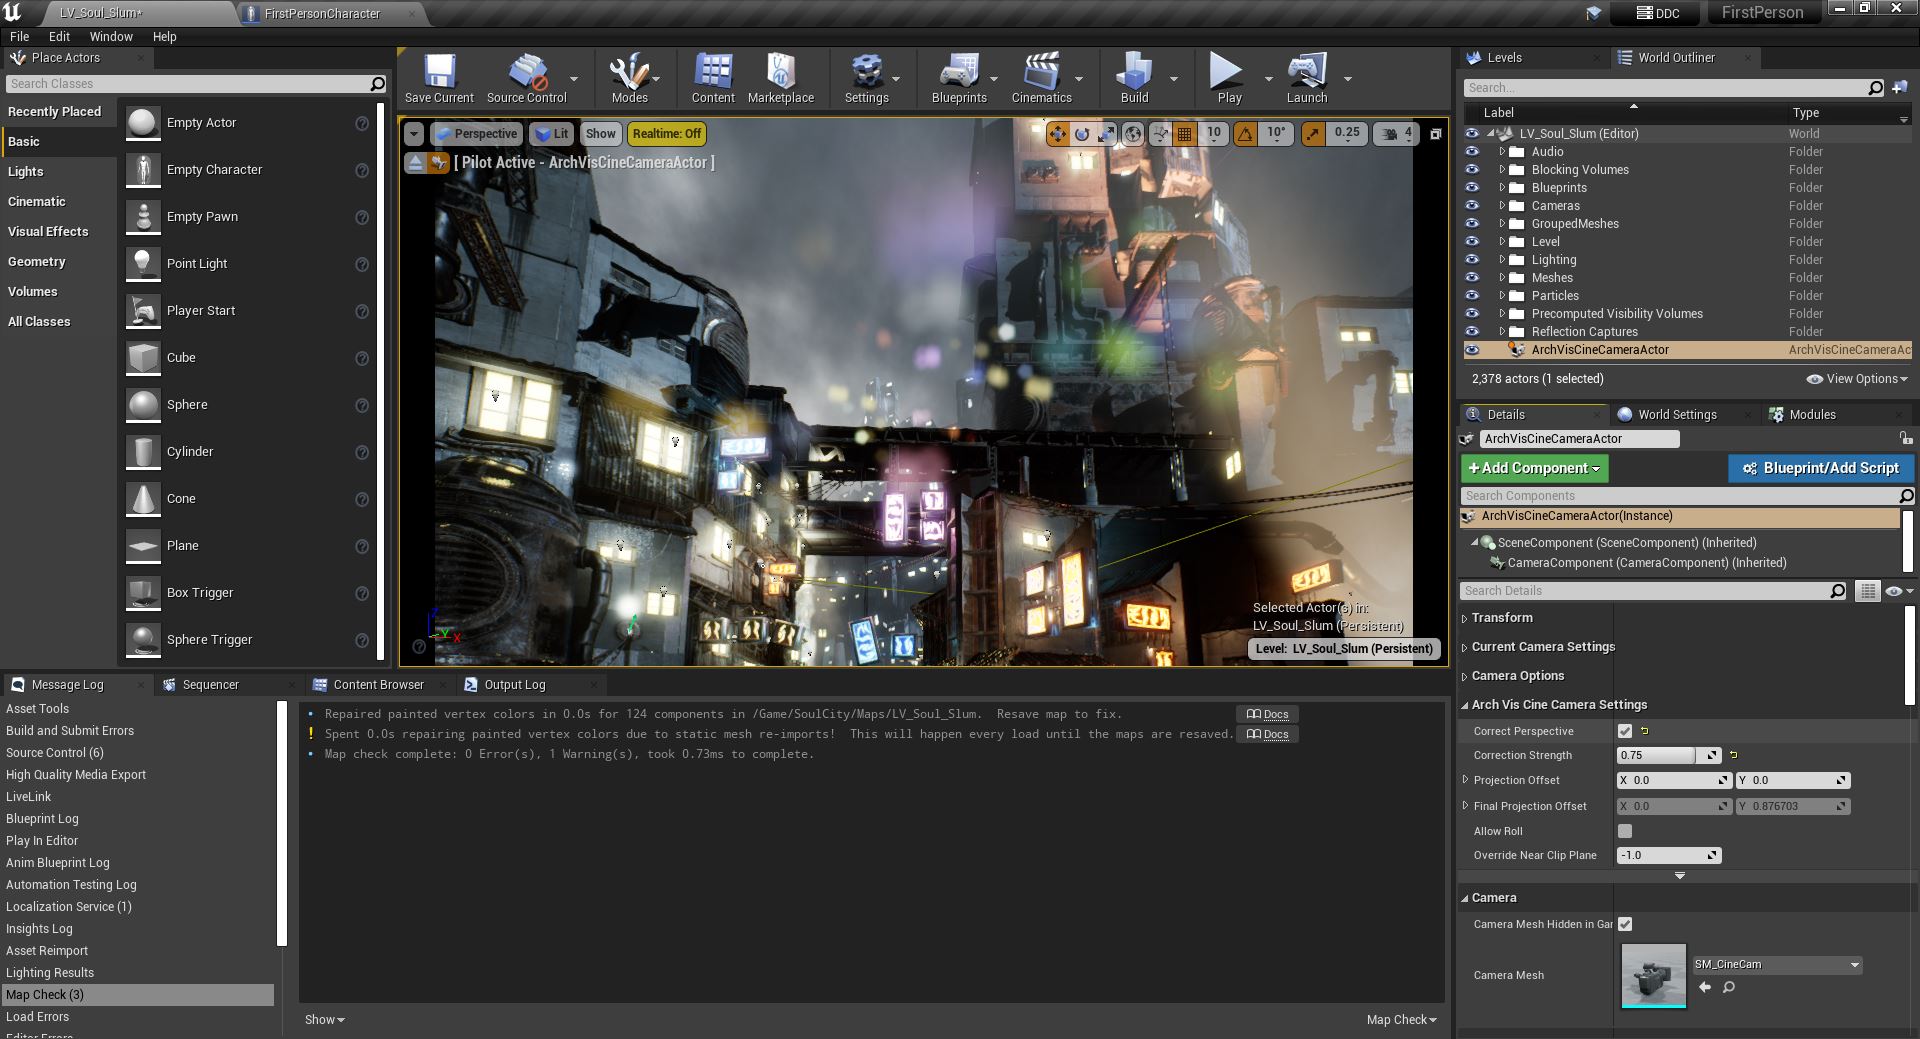 LV_Soul_Slum*
FirstPersonCharacter
DDC
FirstPerson
File Edit Window Help
Place Actors
Search Classes
Recently Placed
Basic
Lights
Cinematic
Visual Effects
Geometry
Volumes
All Classes
Empty Actor
Empty Character
Empty Pawn
Point Light
Player Start
Cube
Sphere
Cylinder
Cone
Plane
Box Trigger
Sphere Trigger
Save Current
Source Control
Modes
Content
Marketplace
Settings
Blueprints
Cinematics
Build
Play
Launch
Perspective
Lit
Show
Realtime: Off
10
10°
0.25
4
[ Pilot Active - ArchVisCineCameraActor ]
Z
Y
X
Selected Actor(s) in:
LV_Soul_Slum (Persistent)
Level: LV_Soul_Slum (Persistent)
Levels
World Outliner
Search...
Label Type
LV_Soul_Slum (Editor) World
Audio Folder
Blocking Volumes Folder
Blueprints Folder
Cameras Folder
GroupedMeshes Folder
Level Folder
Lighting Folder
Meshes Folder
Particles Folder
Precomputed Visibility Volumes Folder
Reflection Captures Folder
ArchVisCineCameraActor ArchVisCineCameraAc
2,378 actors (1 selected)
View Options
Details
World Settings
Modules
ArchVisCineCameraActor
+Add Component
Blueprint/Add Script
Search Components
ArchVisCineCameraActor(Instance)
SceneComponent (SceneComponent) (Inherited)
CameraComponent (CameraComponent) (Inherited)
Search Details
Transform
Current Camera Settings
Camera Options
Arch Vis Cine Camera Settings
Correct Perspective
Correction Strength 0.75
Projection Offset X 0.0 Y 0.0
Final Projection Offset X 0.0 Y 0.876703
Allow Roll
Override Near Clip Plane -1.0
Camera
Camera Mesh Hidden in Gar
Camera Mesh
SM_CineCam
Message Log
Sequencer
Content Browser
Output Log
Asset Tools
Build and Submit Errors
Source Control (6)
High Quality Media Export
LiveLink
Blueprint Log
Play In Editor
Anim Blueprint Log
Automation Testing Log
Localization Service (1)
Insights Log
Asset Reimport
Lighting Results
Map Check (3)
Load Errors
Editor Errors
Repaired painted vertex colors in 0.0s for 124 components in /Game/SoulCity/Maps/LV_Soul_Slum.  Resave map to fix. Docs
! Spent 0.0s repairing painted vertex colors due to static mesh re-imports!  This will happen every load until the maps are resaved. Docs
Map check complete: 0 Error(s), 1 Warning(s), took 0.73ms to complete.
Show
Map Check